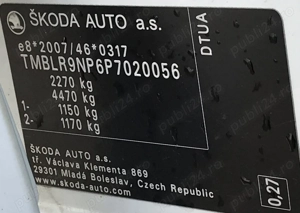 ŠKODA AUTO a.s.
DTUA
e8*2007/46*0317
TMBLR9NP6P7020056
2270 kg
4470 kg
1- 1150 kg
2- 1170 kg
ŠKODA AUTO a.s.
tř. Václava Klementa 869
29301 Mladá Boleslav, Czech Republic
www.skoda-auto.com
0,27